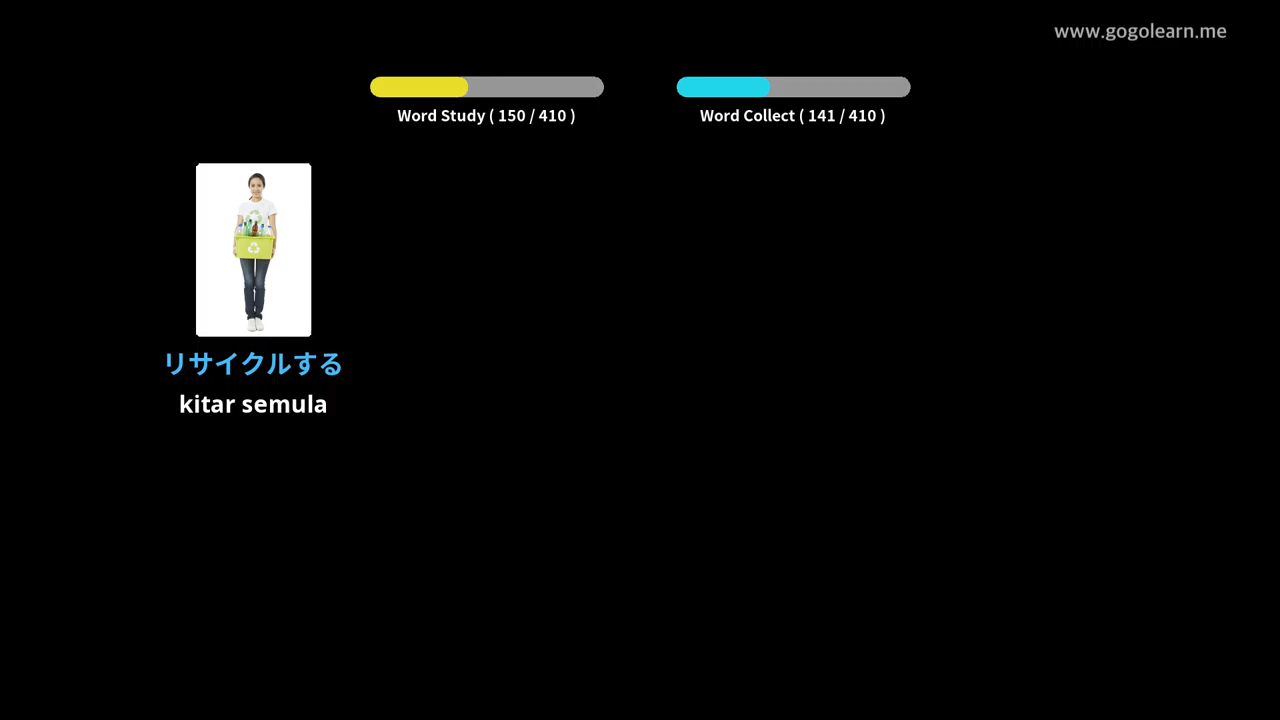 www.gogolearn.me
Word Study ( 150 / 410 )
Word Collect ( 141 / 410 )
リサイクルする
kitar semula